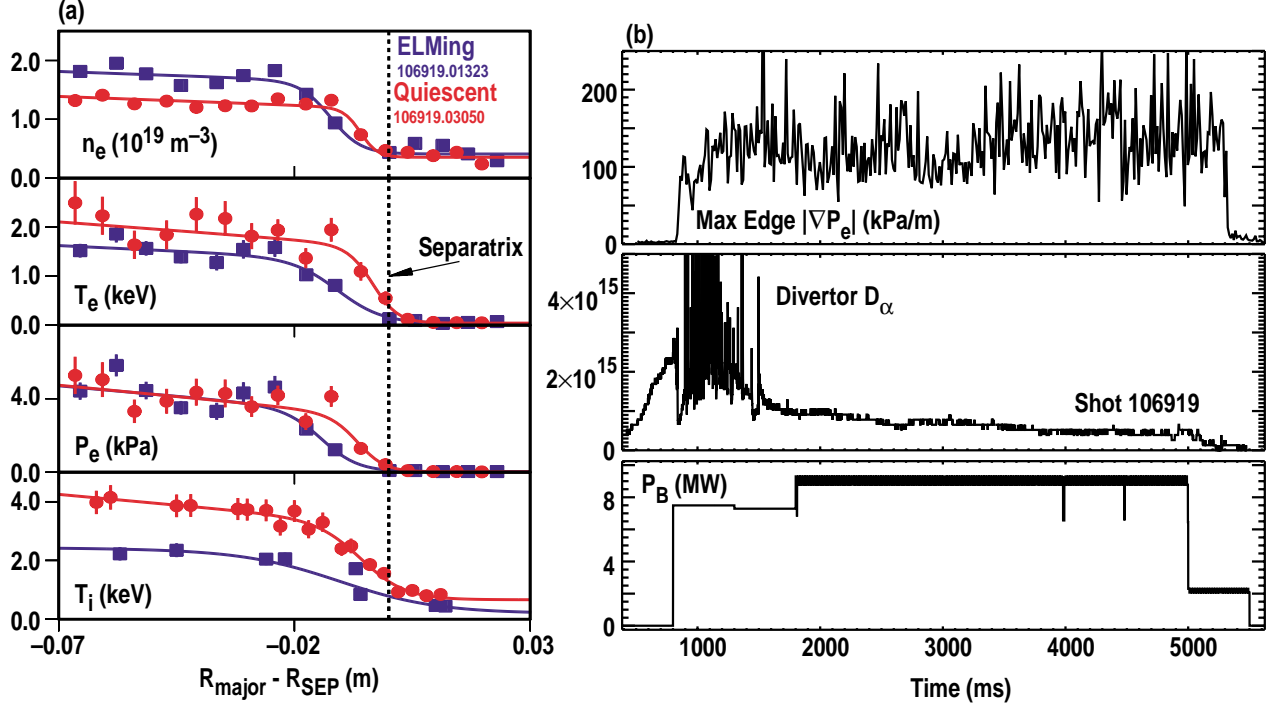 (a)
ELMing
106919.01323
Quiescent
106919.03050
2.0
1.0
0.0
n_e (10^19 m^-3)
2.0
1.0
0.0
T_e (keV)
Separatrix
4.0
0.0
P_e (kPa)
4.0
2.0
0.0
T_i (keV)
−0.07
−0.02
0.03
R_major - R_SEP (m)
(b)
200
100
0
Max Edge |∇P_e| (kPa/m)
4×10^15
2×10^15
0
Divertor D_α
Shot 106919
P_B (MW)
8
4
0
1000
2000
3000
4000
5000
Time (ms)